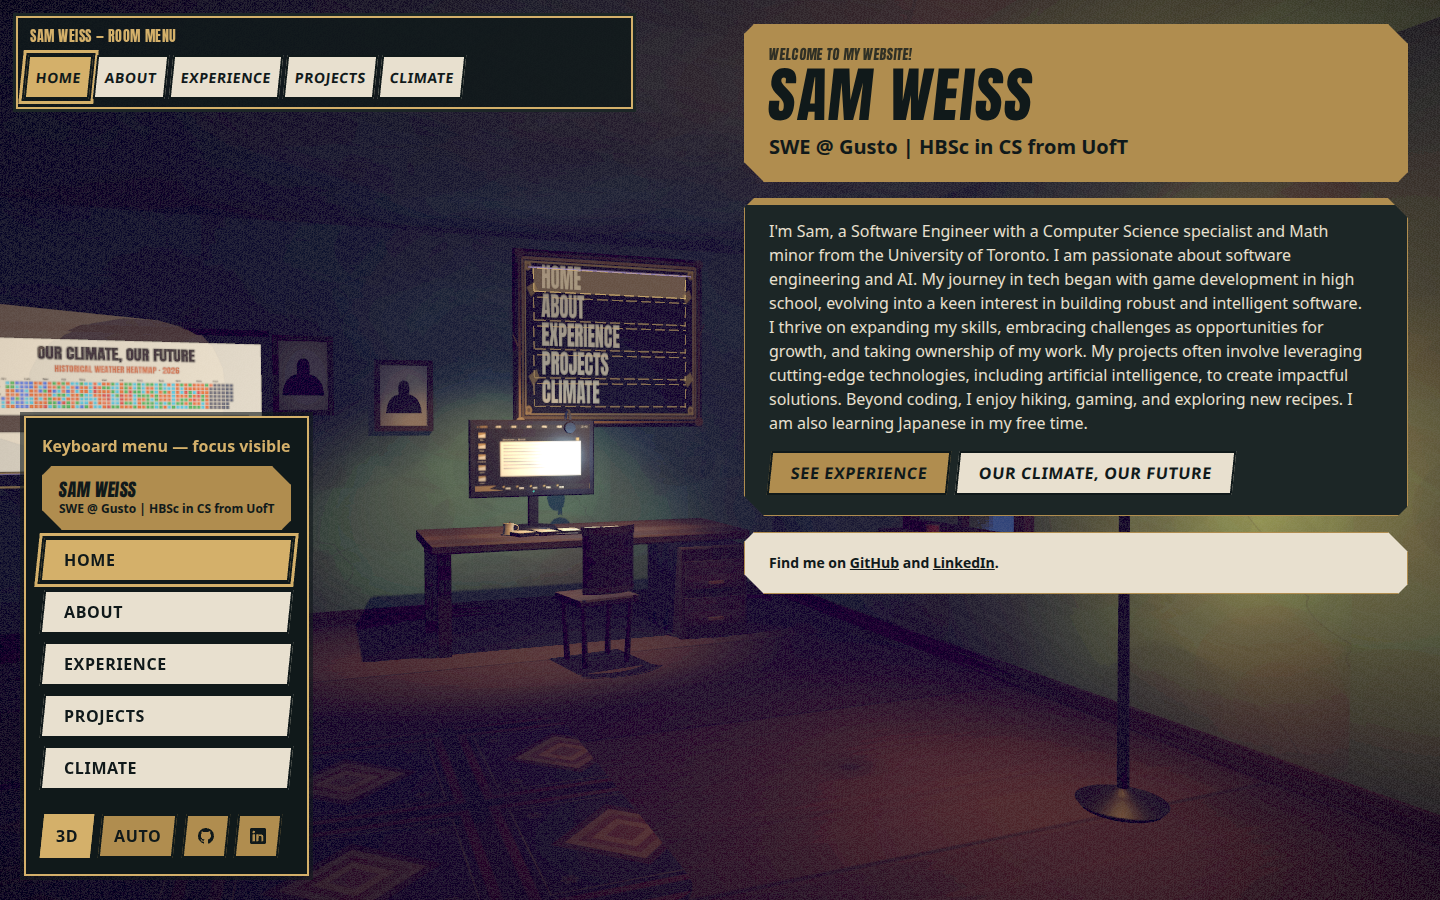 SAM WEISS — ROOM MENU
HOME
ABOUT
EXPERIENCE
PROJECTS
CLIMATE
WELCOME TO MY WEBSITE!
SAM WEISS
SWE @ Gusto | HBSc in CS from UofT
I'm Sam, a Software Engineer with a Computer Science specialist and Math
minor from the University of Toronto. I am passionate about software
engineering and AI. My journey in tech began with game development in high
school, evolving into a keen interest in building robust and intelligent software.
I thrive on expanding my skills, embracing challenges as opportunities for
growth, and taking ownership of my work. My projects often involve leveraging
cutting-edge technologies, including artificial intelligence, to create impactful
solutions. Beyond coding, I enjoy hiking, gaming, and exploring new recipes. I
am also learning Japanese in my free time.
SEE EXPERIENCE
OUR CLIMATE, OUR FUTURE
Find me on GitHub and LinkedIn.
HOME
ABOUT
EXPERIENCE
PROJECTS
CLIMATE
OUR CLIMATE, OUR FUTURE
HISTORICAL WEATHER HEATMAP - 2026
Keyboard menu — focus visible
SAM WEISS
SWE @ Gusto | HBSc in CS from UofT
HOME
ABOUT
EXPERIENCE
PROJECTS
CLIMATE
3D
AUTO
in